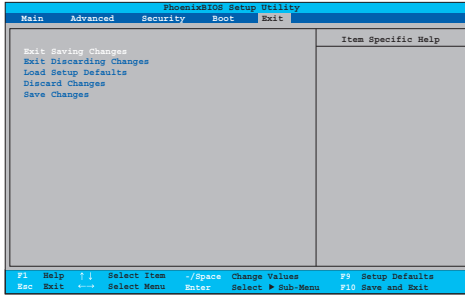 PhoenixBIOS Setup Utility
Main Advanced Security Boot Exit
Item Specific Help
Exit Saving Changes
Exit Discarding Changes
Load Setup Defaults
Discard Changes
Save Changes
F1 Help ↑↓ Select Item -/Space Change Values F9 Setup Defaults
Esc Exit ←→ Select Menu Enter Select ▶ Sub-Menu F10 Save and Exit